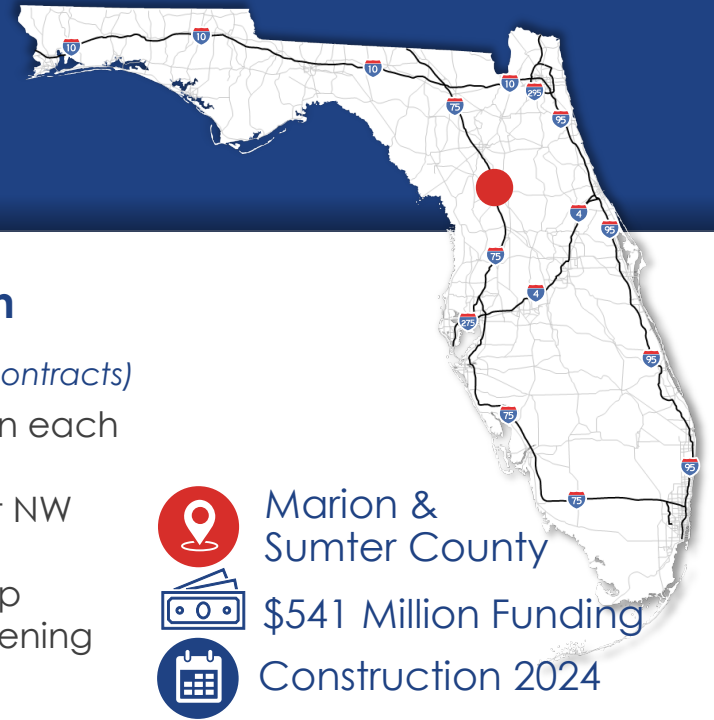 10
10
10
10
295
75
95
4
95
75
4
275
95
75
95
75
n
ontracts)
n each
NW
p
ening
Marion &
Sumter County
$541 Million Funding
Construction 2024